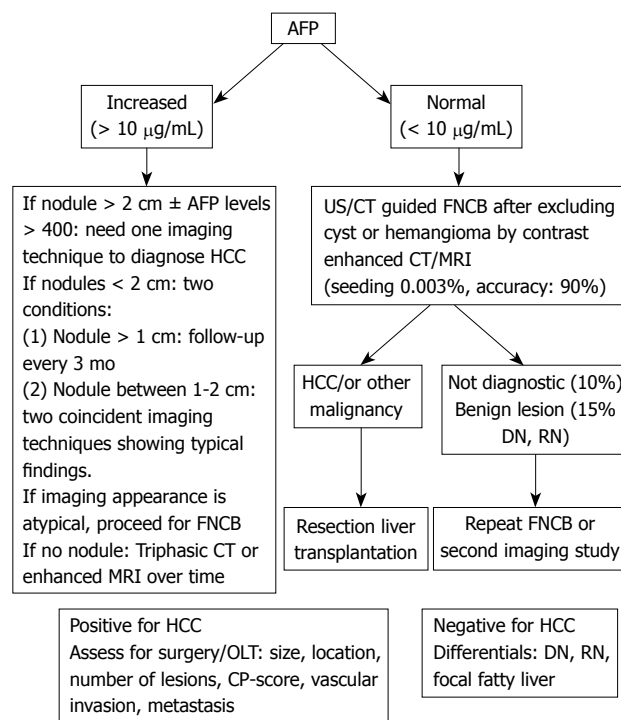 AFP
Increased
(> 10 μg/mL)
Normal
(< 10 μg/mL)
If nodule > 2 cm ± AFP levels
> 400: need one imaging
technique to diagnose HCC
If nodules < 2 cm: two
conditions:
(1) Nodule > 1 cm: follow-up
every 3 mo
(2) Nodule between 1-2 cm:
two coincident imaging
techniques showing typical
findings.
If imaging appearance is
atypical, proceed for FNCB
If no nodule: Triphasic CT or
enhanced MRI over time
US/CT guided FNCB after excluding
cyst or hemangioma by contrast
enhanced CT/MRI
(seeding 0.003%, accuracy: 90%)
HCC/or other
malignancy
Not diagnostic (10%)
Benign lesion (15%
DN, RN)
Resection liver
transplantation
Repeat FNCB or
second imaging study
Positive for HCC
Assess for surgery/OLT: size, location,
number of lesions, CP-score, vascular
invasion, metastasis
Negative for HCC
Differentials: DN, RN,
focal fatty liver